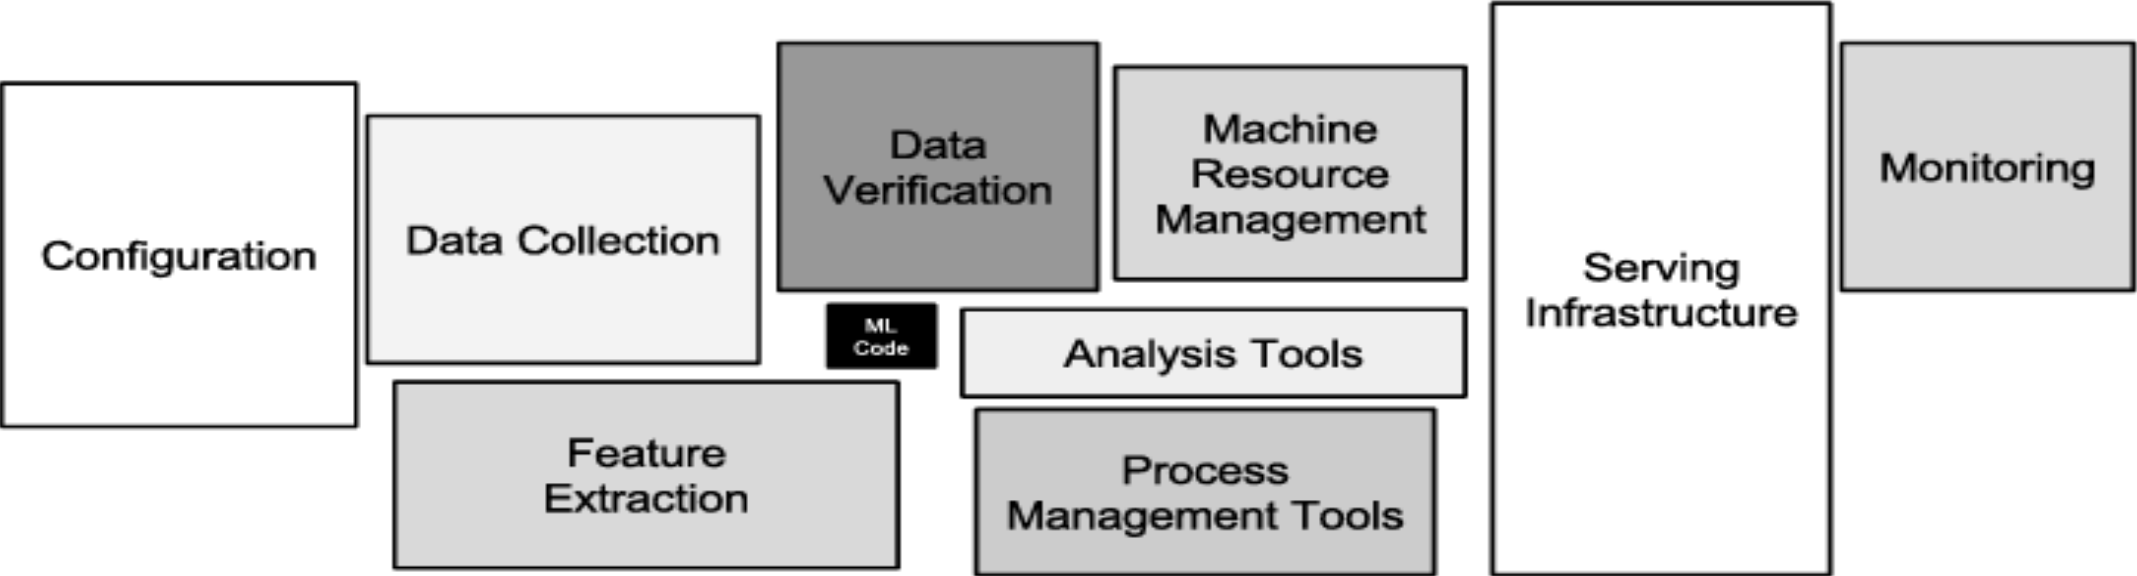 Configuration
Data Collection
Feature
Extraction
Data
Verification
ML
Code
Machine
Resource
Management
Analysis Tools
Process
Management Tools
Serving
Infrastructure
Monitoring